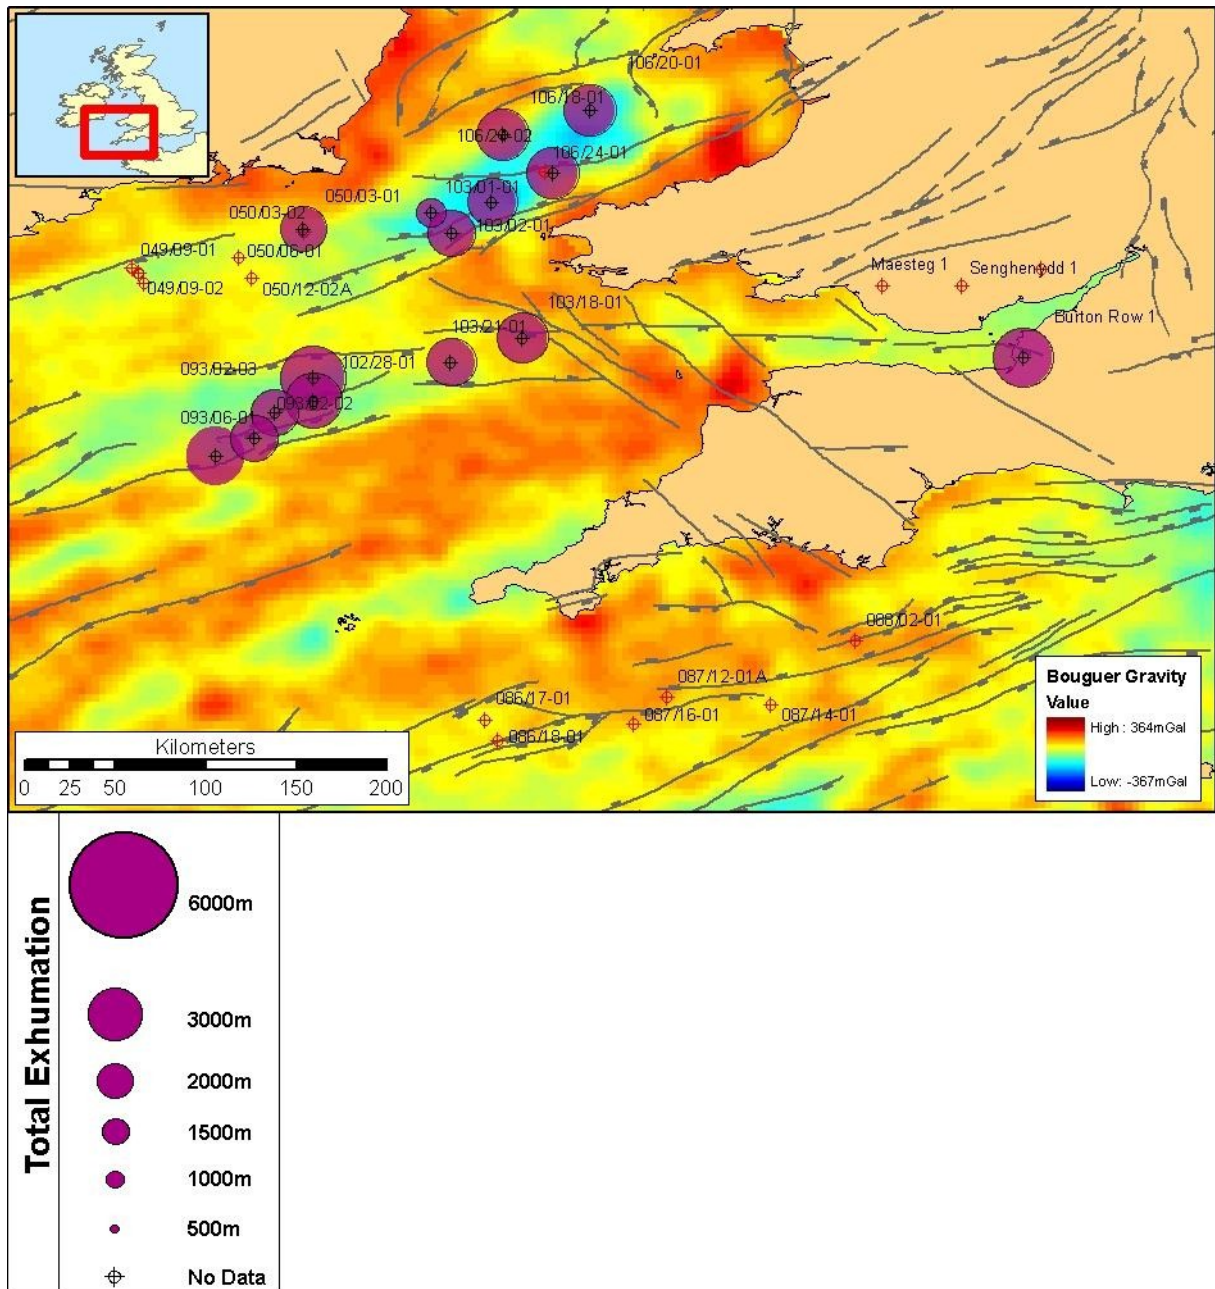 106/20-01
106/18-01
106/24-01
050/03-01
103/01-01
050/03-02
103/02-01
049/09-01
050/06-01
049/09-02
050/12-02A
Maesteg 1
Senghenydd 1
103/18-01
Burton Row 1
103/21-01
093/02-03
102/28-01
093/02-02
093/06-01
088/02-01
087/12-01A
086/17-01
087/16-01
087/14-01
086/18-01
Bouguer Gravity
Value
High : 364mGal
Low: -367mGal
Kilometers
0 25 50 100 150 200
Total Exhumation
6000m
3000m
2000m
1500m
1000m
500m
No Data